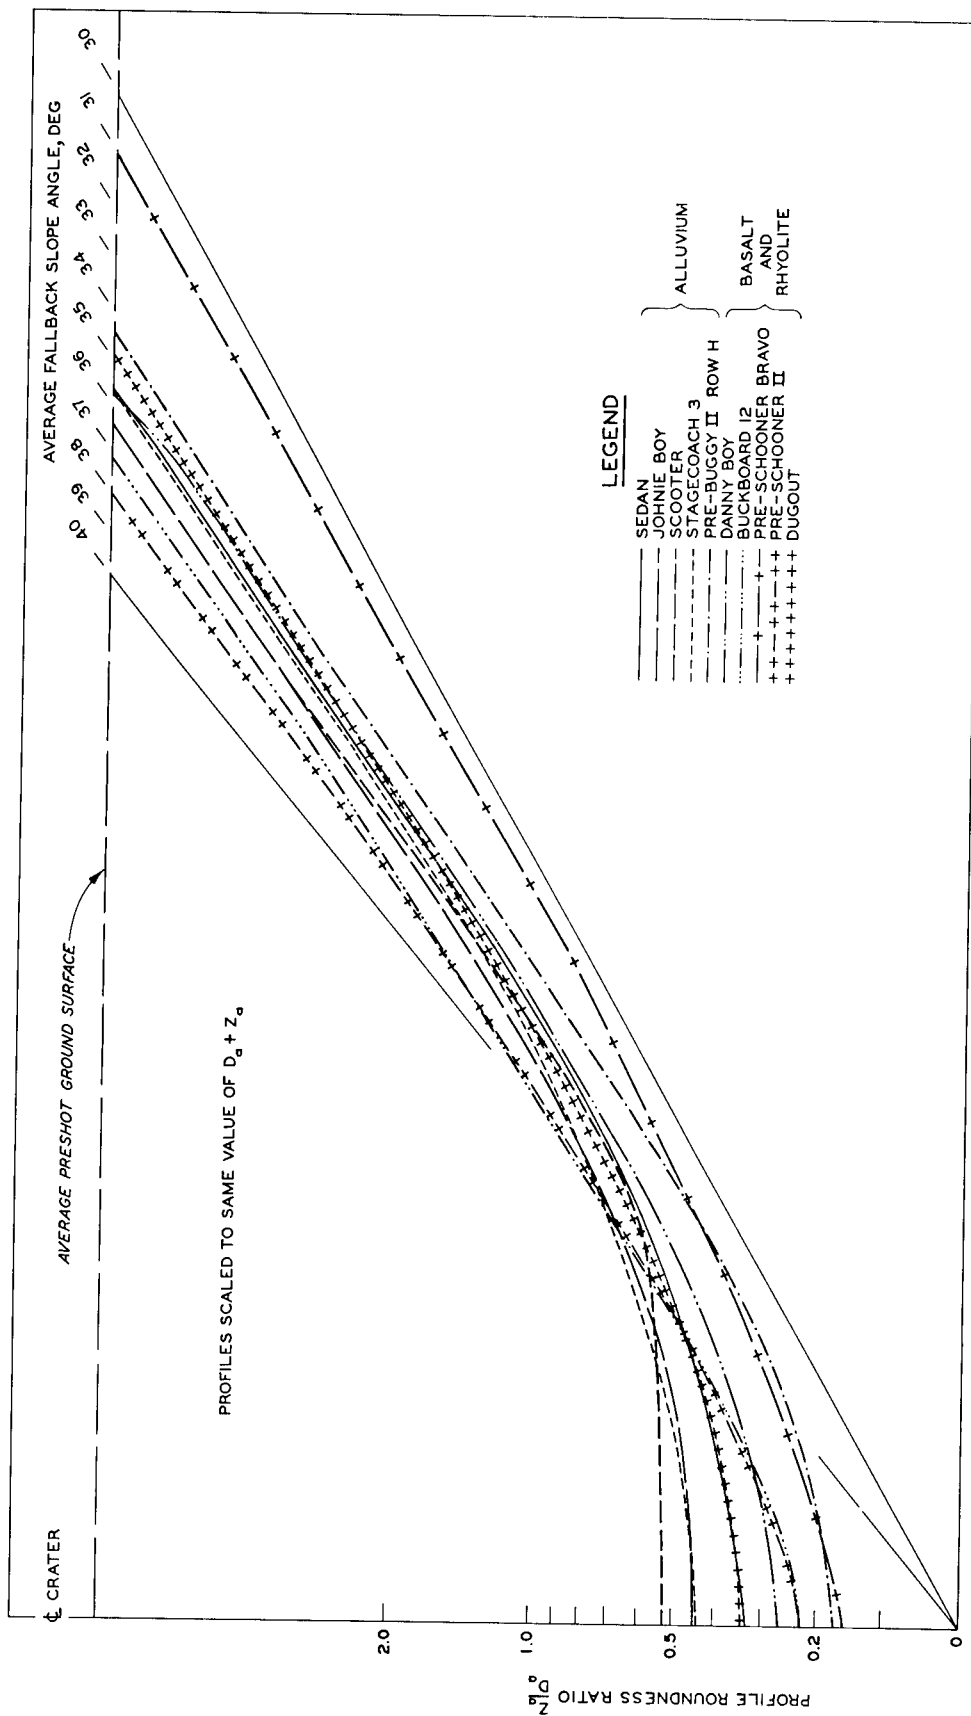 AVERAGE FALLBACK SLOPE ANGLE, DEG
40 39 38 37 36 35 34 33 32 31 30
℄ CRATER
AVERAGE PRESHOT GROUND SURFACE
PROFILES SCALED TO SAME VALUE OF Dₐ + Zₐ
PROFILE ROUNDNESS RATIO Zₐ/Dₐ
2.0
1.0
0.5
0.2
0
LEGEND
SEDAN
JOHNIE BOY
SCOOTER
STAGECOACH 3
PRE-BUGGY II ROW H
ALLUVIUM
DANNY BOY
BUCKBOARD 12
PRE-SCHOONER BRAVO
PRE-SCHOONER II
DUGOUT
BASALT
AND
RHYOLITE